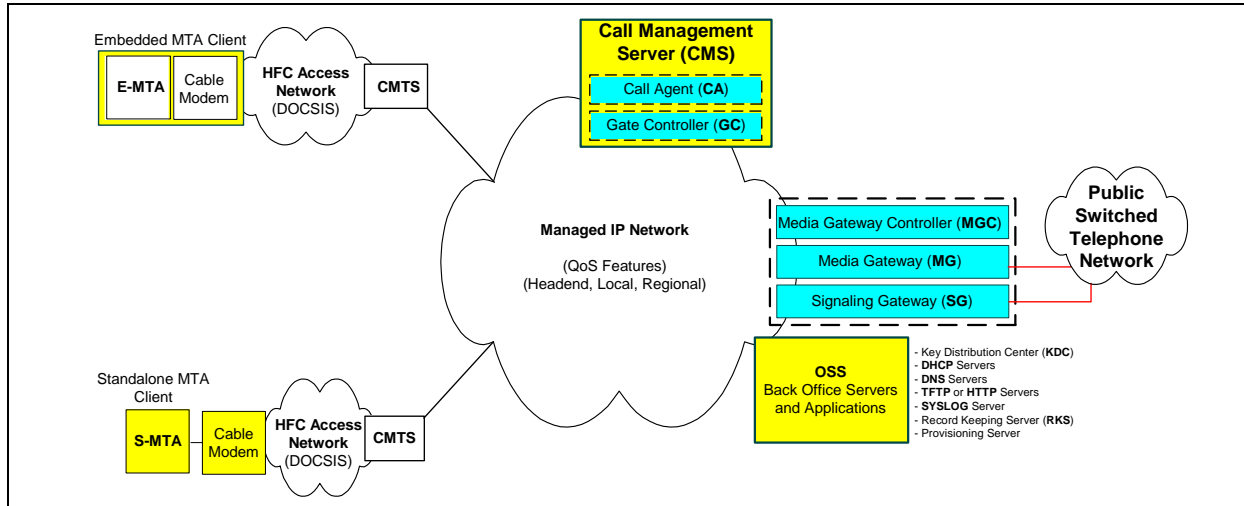 Embedded MTA Client
E-MTA
Cable
Modem
HFC Access
Network
(DOCSIS)
CMTS
Call Management
Server (CMS)
Call Agent (CA)
Gate Controller (GC)
Managed IP Network
(QoS Features)
(Headend, Local, Regional)
Media Gateway Controller (MGC)
Media Gateway (MG)
Signaling Gateway (SG)
Public
Switched
Telephone
Network
Standalone MTA
Client
S-MTA
Cable
Modem
HFC Access
Network
(DOCSIS)
CMTS
OSS
Back Office Servers
and Applications
- Key Distribution Center (KDC)
- DHCP Servers
- DNS Servers
- TFTP or HTTP Servers
- SYSLOG Server
- Record Keeping Server (RKS)
- Provisioning Server